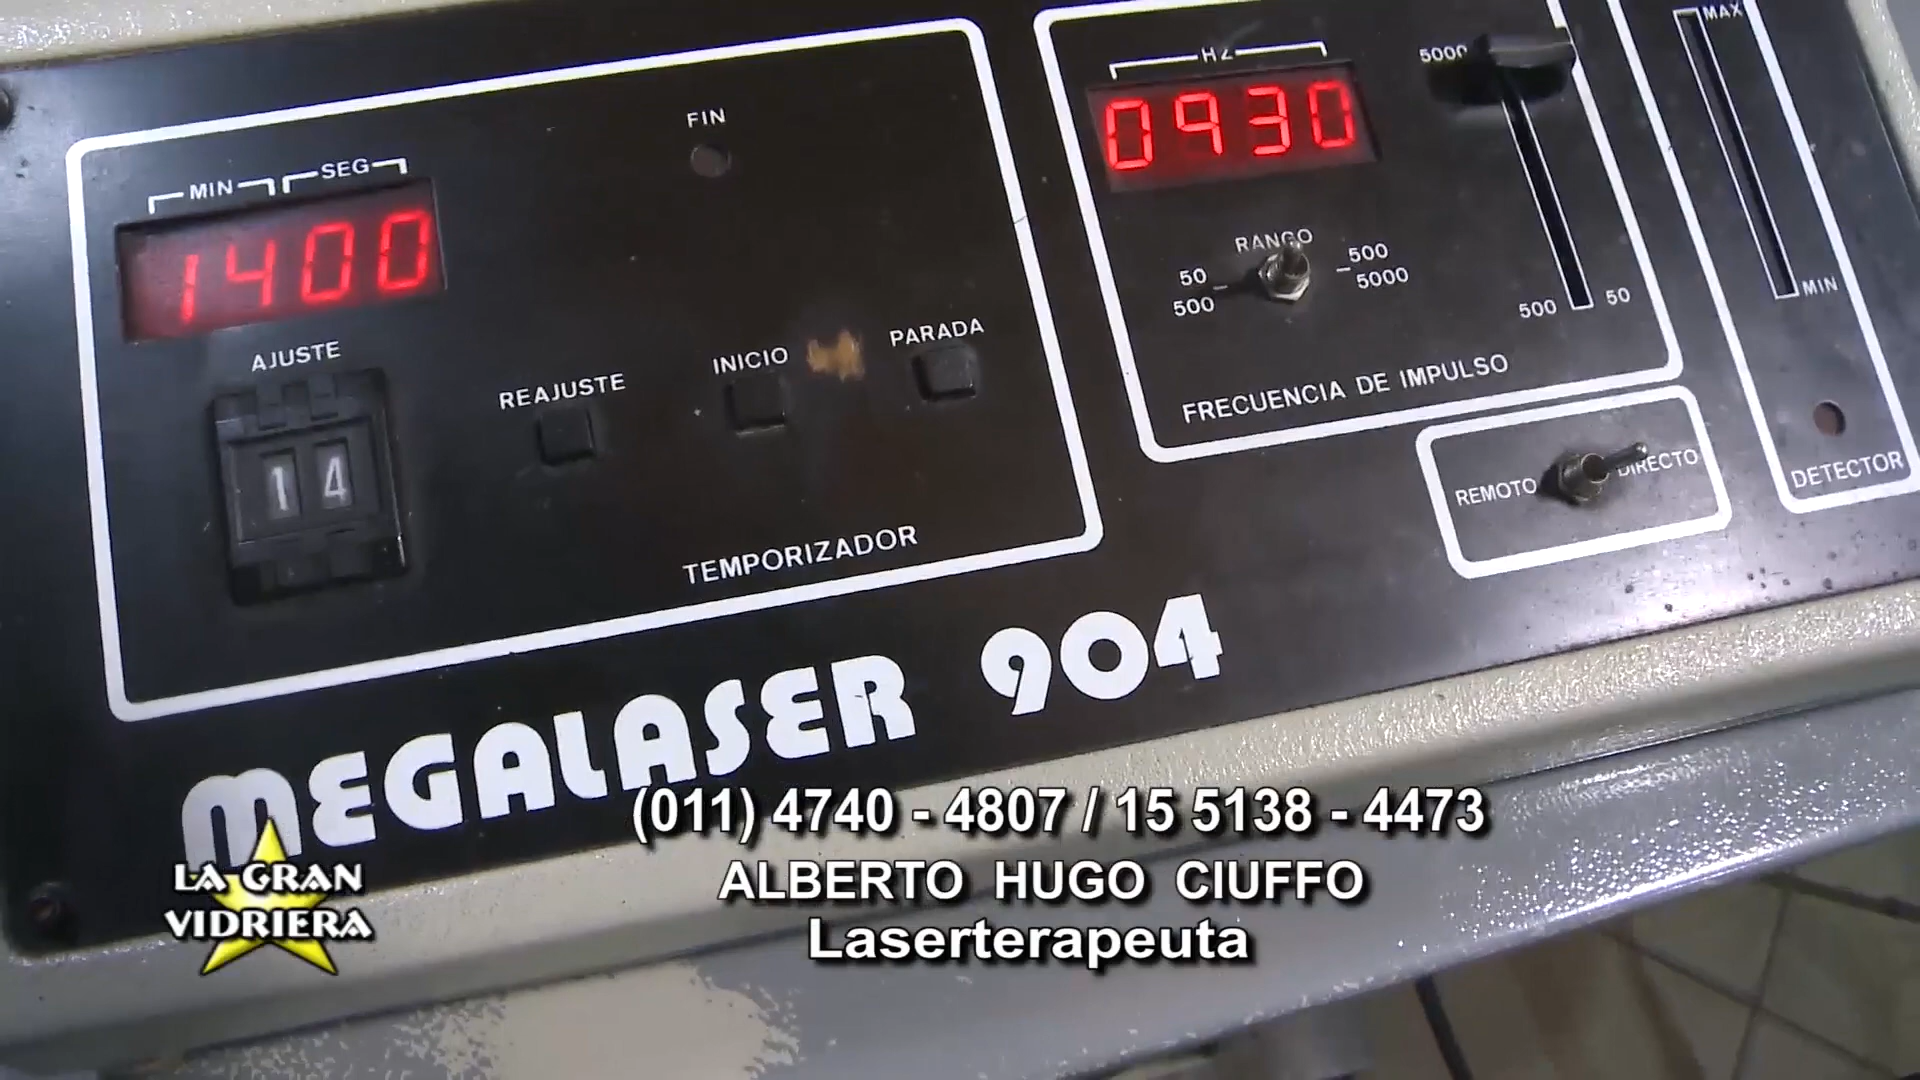 MIN SEG
1400
AJUSTE
14
REAJUSTE
INICIO
PARADA
FIN
TEMPORIZADOR
HZ
0930
RANGO
50
500
500
5000
5000
500 50
FRECUENCIA DE IMPULSO
REMOTO DIRECTO
MAX
MIN
DETECTOR
MEGALASER 904
(011) 4740 - 4807 / 15 5138 - 4473
ALBERTO HUGO CIUFFO
Laserterapeuta
LA GRAN
VIDRIERA